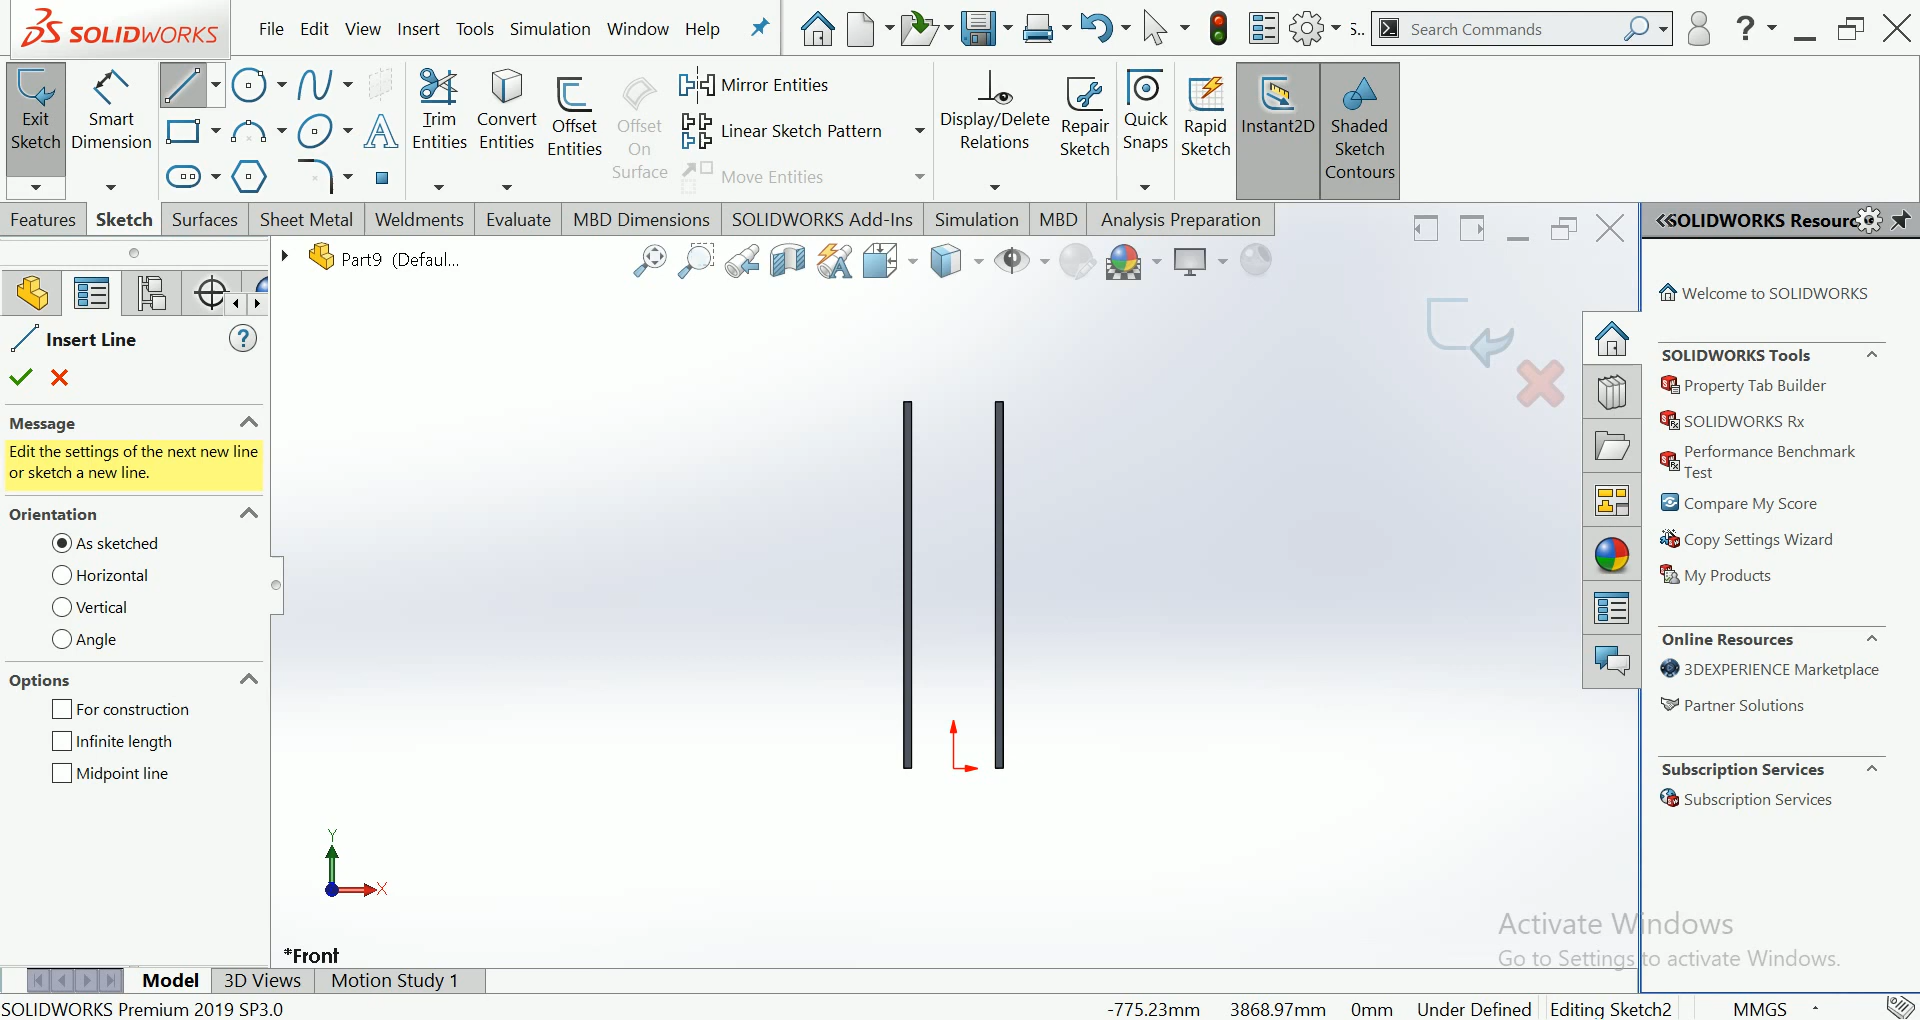 SOLIDWORKS
File Edit View Insert Tools Simulation Window Help
S..
Search Commands
?
Exit Sketch
Smart Dimension
Trim Entities
Convert Entities
Offset Entities
Offset On Surface
Mirror Entities
Linear Sketch Pattern
Move Entities
Display/Delete Relations
Repair Sketch
Quick Snaps
Rapid Sketch
Instant2D
Shaded Sketch Contours
Features Sketch Surfaces Sheet Metal Weldments Evaluate MBD Dimensions SOLIDWORKS Add-Ins Simulation MBD Analysis Preparation
SOLIDWORKS Resourc
Part9 (Defaul...
Insert Line
?
Message
Edit the settings of the next new line
or sketch a new line.
Orientation
As sketched
Horizontal
Vertical
Angle
Options
For construction
Infinite length
Midpoint line
Y
X
*Front
Welcome to SOLIDWORKS
SOLIDWORKS Tools
Property Tab Builder
SOLIDWORKS Rx
Performance Benchmark
Test
Compare My Score
Copy Settings Wizard
My Products
Online Resources
3DEXPERIENCE Marketplace
Partner Solutions
Subscription Services
Subscription Services
Activate Windows
Go to Settings to activate Windows.
Model 3D Views Motion Study 1
SOLIDWORKS Premium 2019 SP3.0
-775.23mm 3868.97mm 0mm Under Defined Editing Sketch2 MMGS